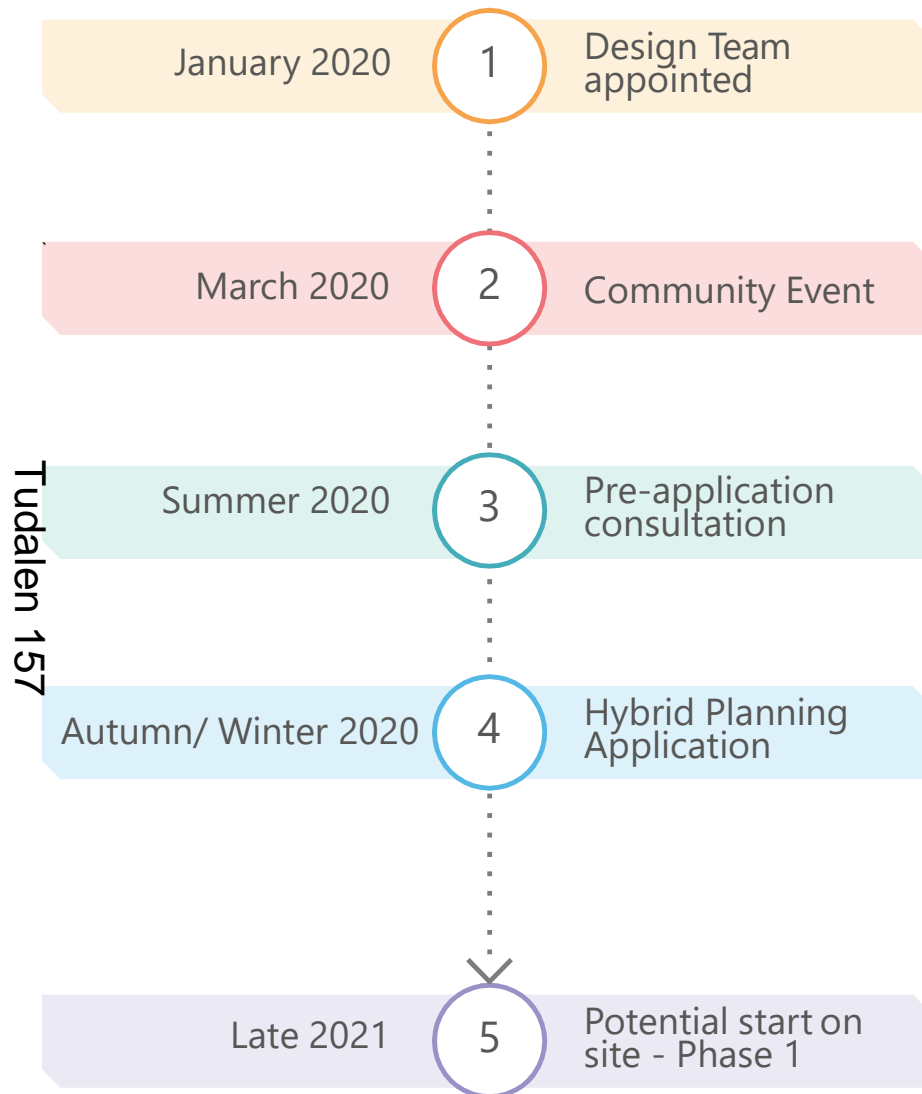 January 2020
1
Design Team
appointed
March 2020
2
Community Event
Summer 2020
3
Pre-application
consultation
Tudalen 157
Autumn/ Winter 2020
4
Hybrid Planning
Application
Late 2021
5
Potential start on
site - Phase 1